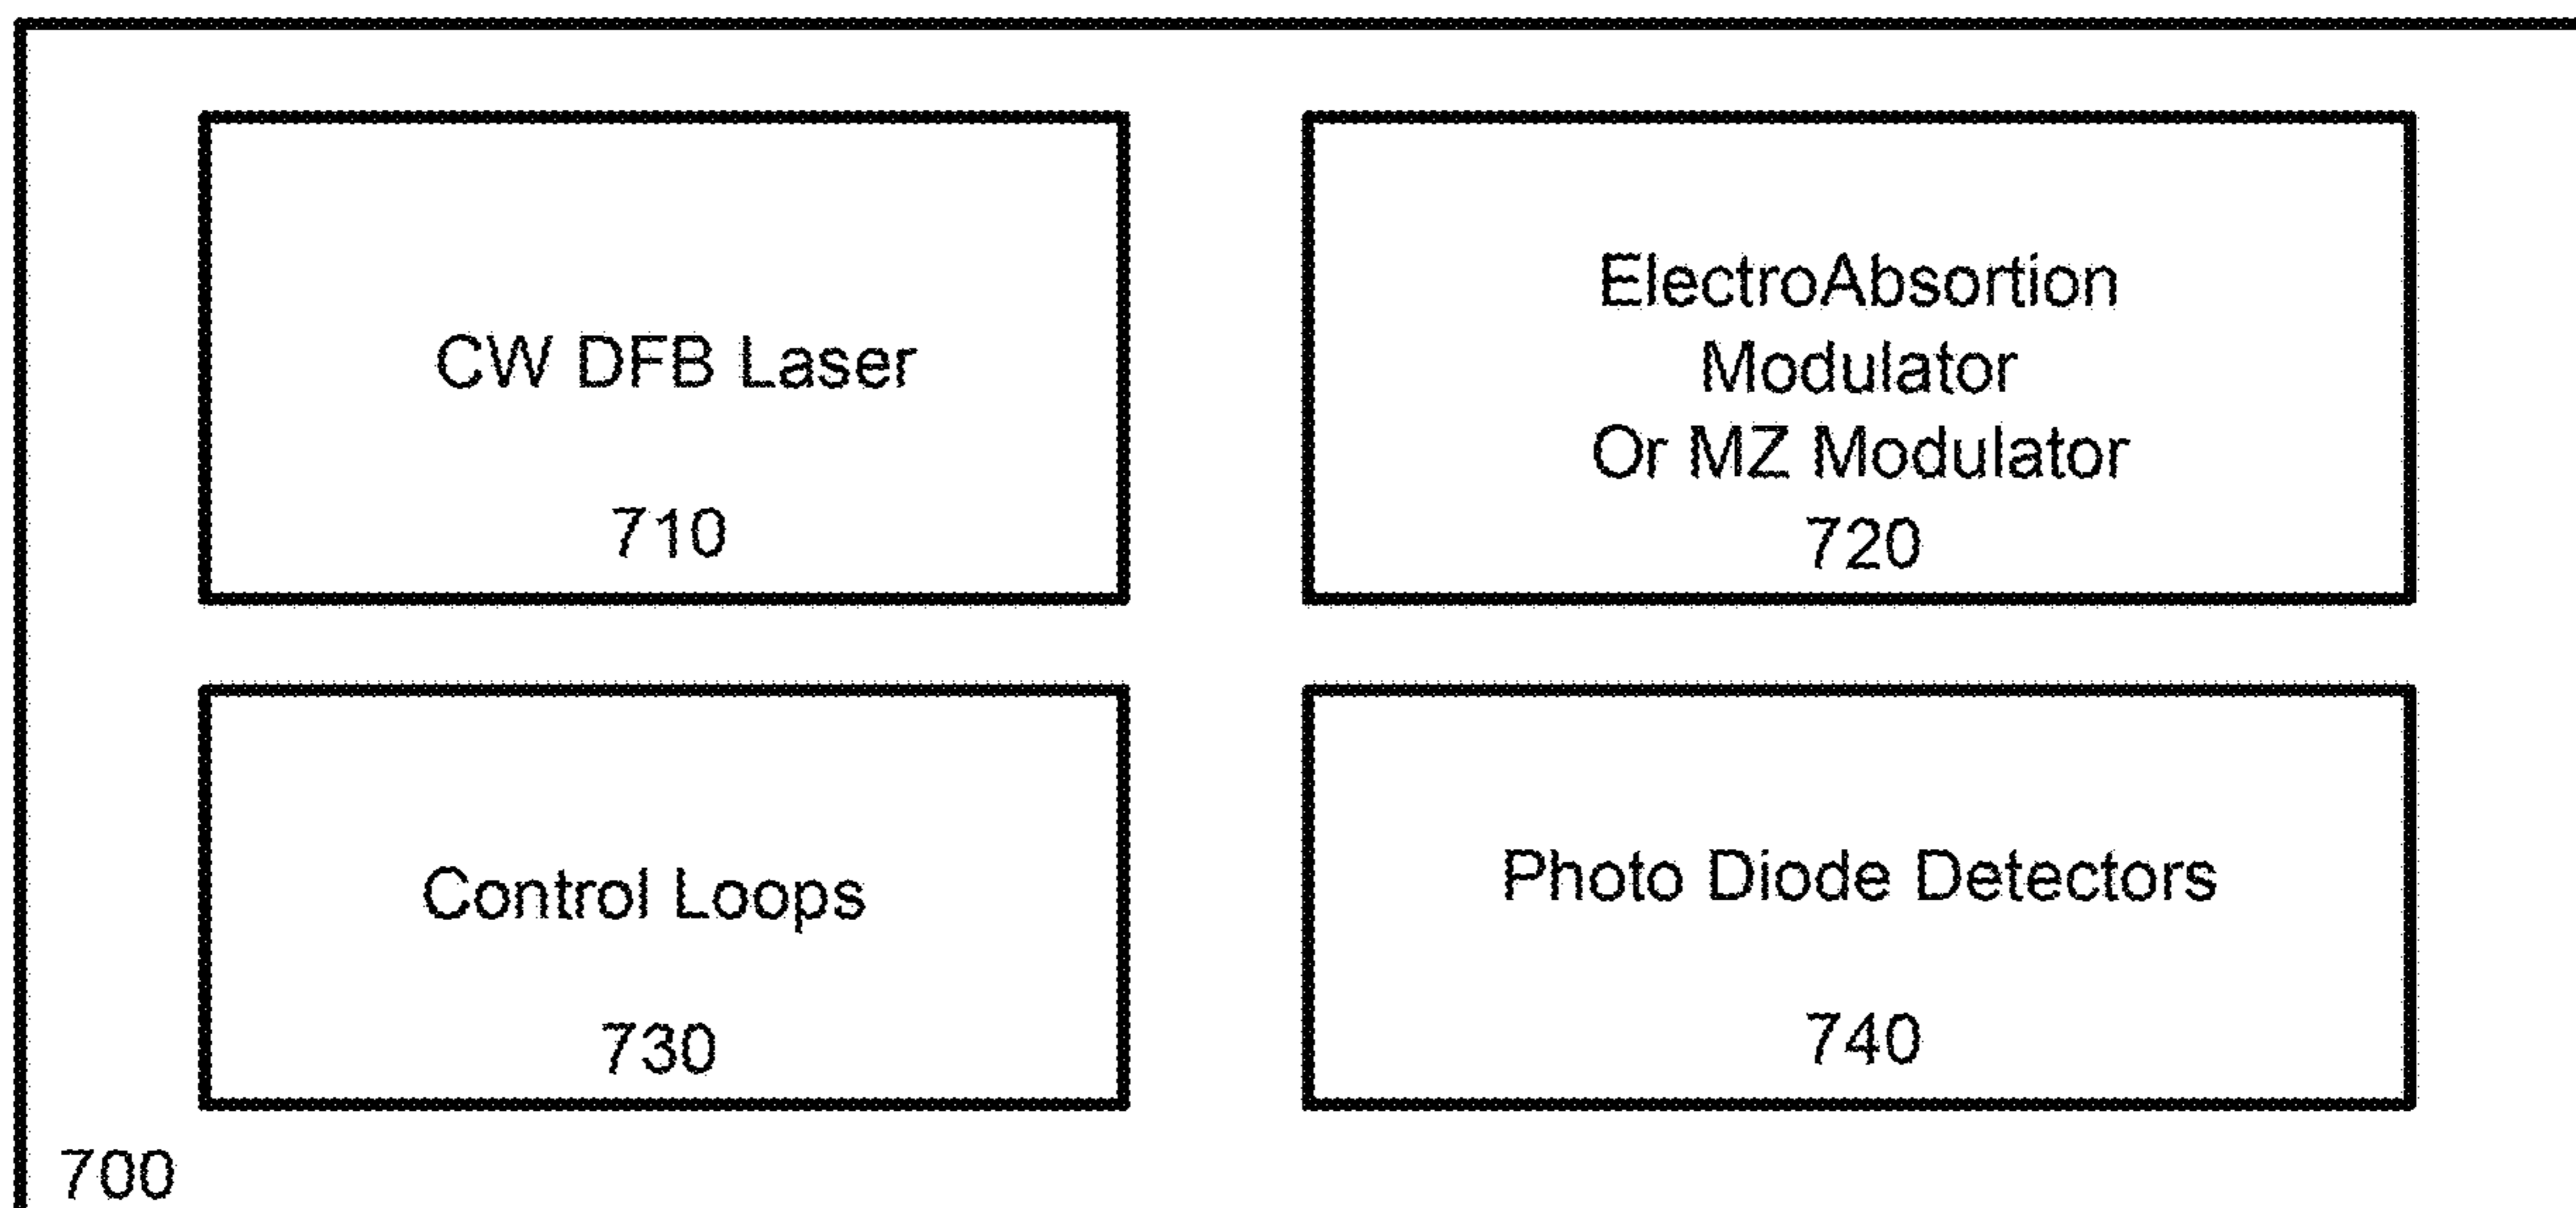 CW DFB Laser
710
ElectroAbsortion
Modulator
Or MZ Modulator
720
Control Loops
730
Photo Diode Detectors
740
700